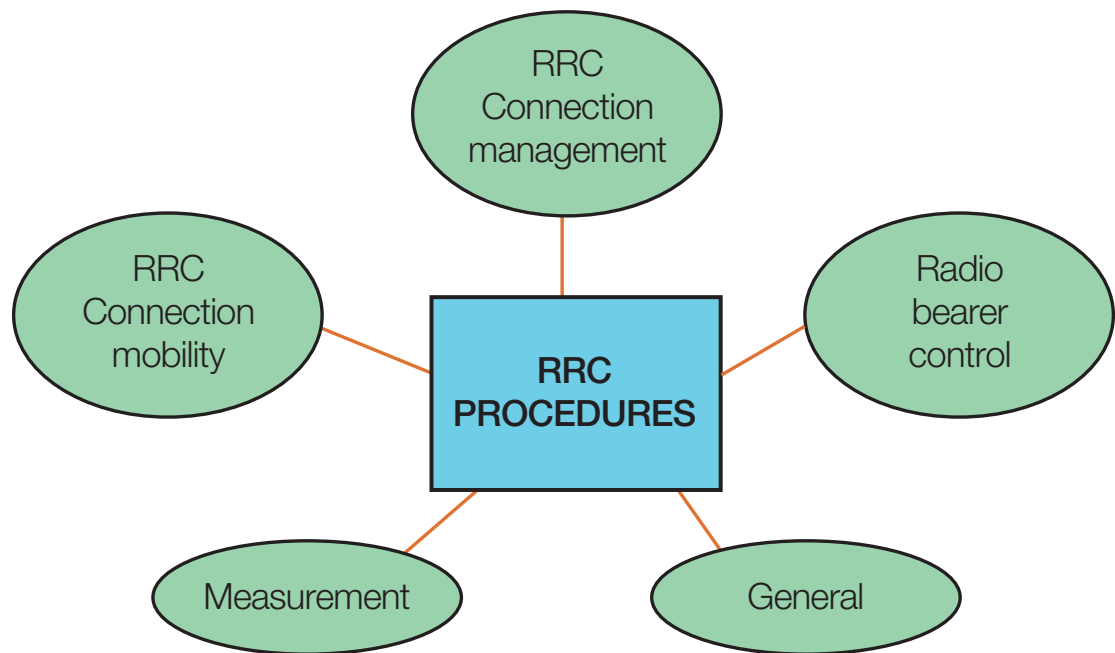 RRC
Connection
management
RRC
Connection
mobility
Radio
bearer
control
RRC
PROCEDURES
Measurement
General